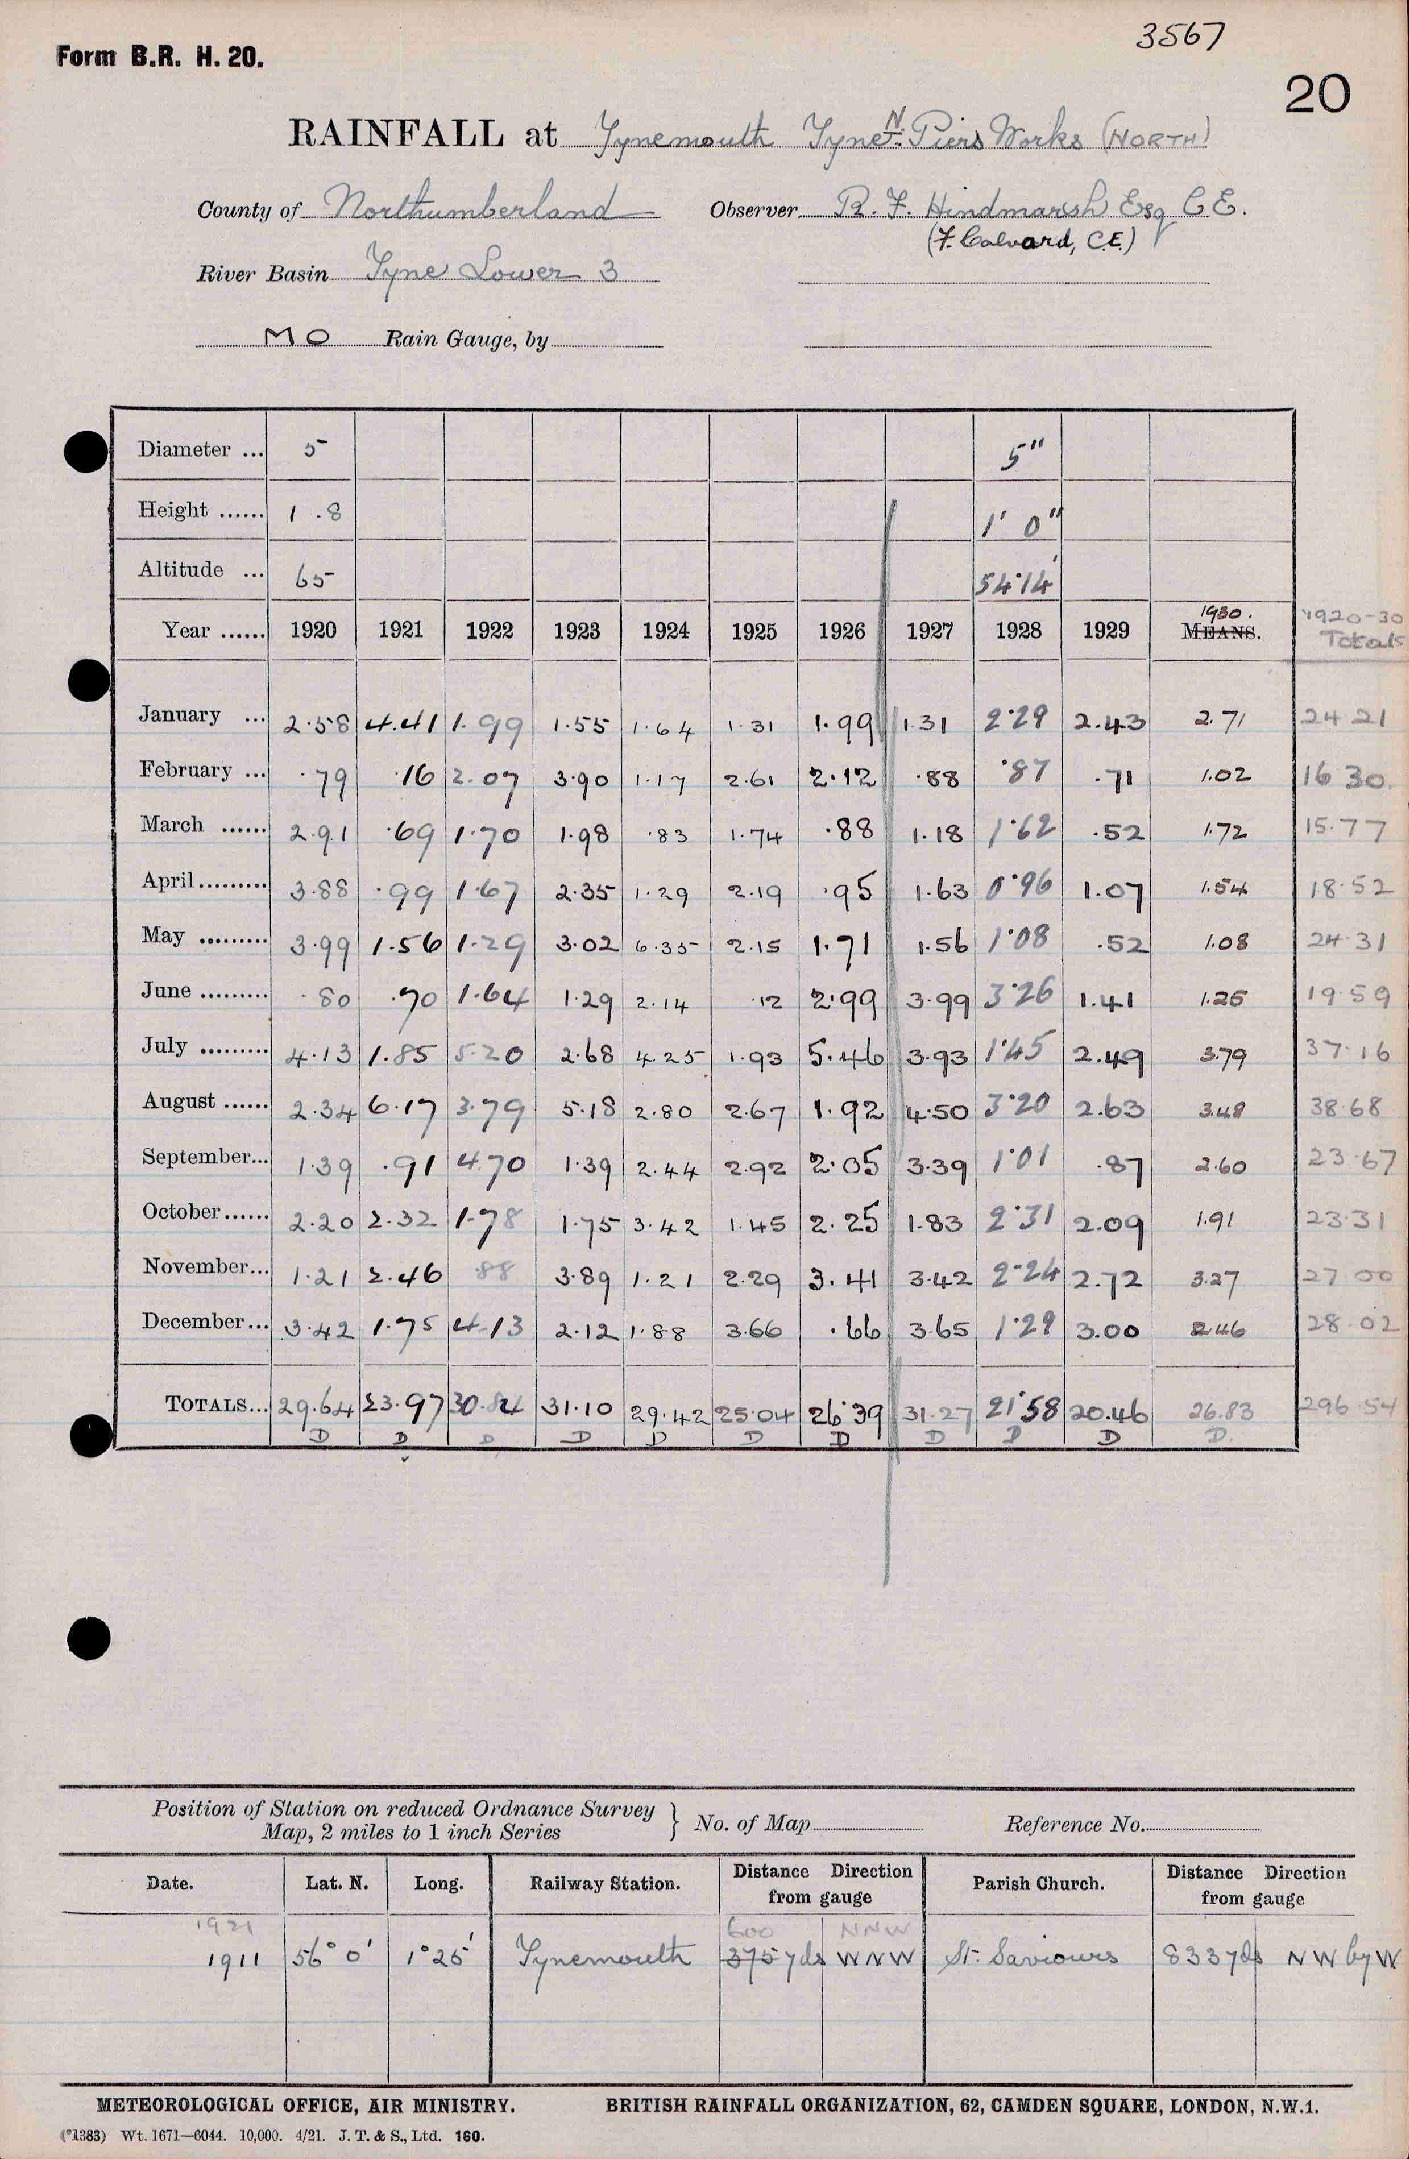 3567
Form B.R. H. 20.
20
RAINFALL at Tynemouth Tyne N. Piers Works (NORTH)
County of Northumberland Observer R. F. Hindmarsh Esq C.E.
(F. Calvard, C.E.)
River Basin Tyne Lower 3
MO Rain Gauge, by
Diameter ... 5 5"
Height ...... 1 .8 1' 0"
Altitude ... 65 54.14'
1930. 1920-30
Year ...... 1920 1921 1922 1923 1924 1925 1926 1927 1928 1929 MEANS. Totals
January ... 2.58 4.41 1.99 1.55 1.64 1.31 1.99 1.31 2.29 2.43 2.71 24 21
February ... .79 .16 2.07 3.90 1.17 2.61 2.12 .88 .87 .71 1.02 16 30.
March ...... 2.91 .69 1.70 1.98 .83 1.74 .88 1.18 1.62 .52 1.72 15.77
April ......... 3.88 .99 1.67 2.35 1.29 2.19 .95 1.63 0.96 1.07 1.54 18.52
May ......... 3.99 1.56 1.29 3.02 6.35 2.15 1.71 1.56 1.08 .52 1.08 24.31
June ......... .80 .70 1.64 1.29 2.14 .12 2.99 3.99 3.26 1.41 1.25 19.59
July ......... 4.13 1.85 5.20 2.68 4.25 1.93 5.46 3.93 1.45 2.49 3.79 37.16
August ...... 2.34 6.17 3.79 5.18 2.80 2.67 1.92 4.50 3.20 2.63 3.48 38.68
September... 1.39 .91 4.70 1.39 2.44 2.92 2.05 3.39 1.01 .87 2.60 23.67
October...... 2.20 2.32 1.78 1.75 3.42 1.45 2.25 1.83 2.31 2.09 1.91 23.31
November... 1.21 2.46 .88 3.89 1.21 2.29 3.41 3.42 2.24 2.72 3.27 27 00
December... 3.42 1.75 4.13 2.12 1.88 3.66 .66 3.65 1.29 3.00 2.46 28.02
TOTALS... 29.64 23.97 30.84 31.10 29.42 25.04 26.39 31.27 21.58 20.46 26.83 296.54
D D D D D D D D D D D.
Position of Station on reduced Ordnance Survey
Map, 2 miles to 1 inch Series } No. of Map Reference No.
Date. Lat. N. Long. Railway Station. Distance Direction from gauge Parish Church. Distance Direction from gauge
1921 600 NNW
1911 56° 0' 1° 25' Tynemouth 375 yds WNW St. Saviours 833 yds NW by W
METEOROLOGICAL OFFICE, AIR MINISTRY. BRITISH RAINFALL ORGANIZATION, 62, CAMDEN SQUARE, LONDON, N.W.1.
(*1383) Wt. 1671—6044. 10,000. 4/21. J. T. & S., Ltd. 160.